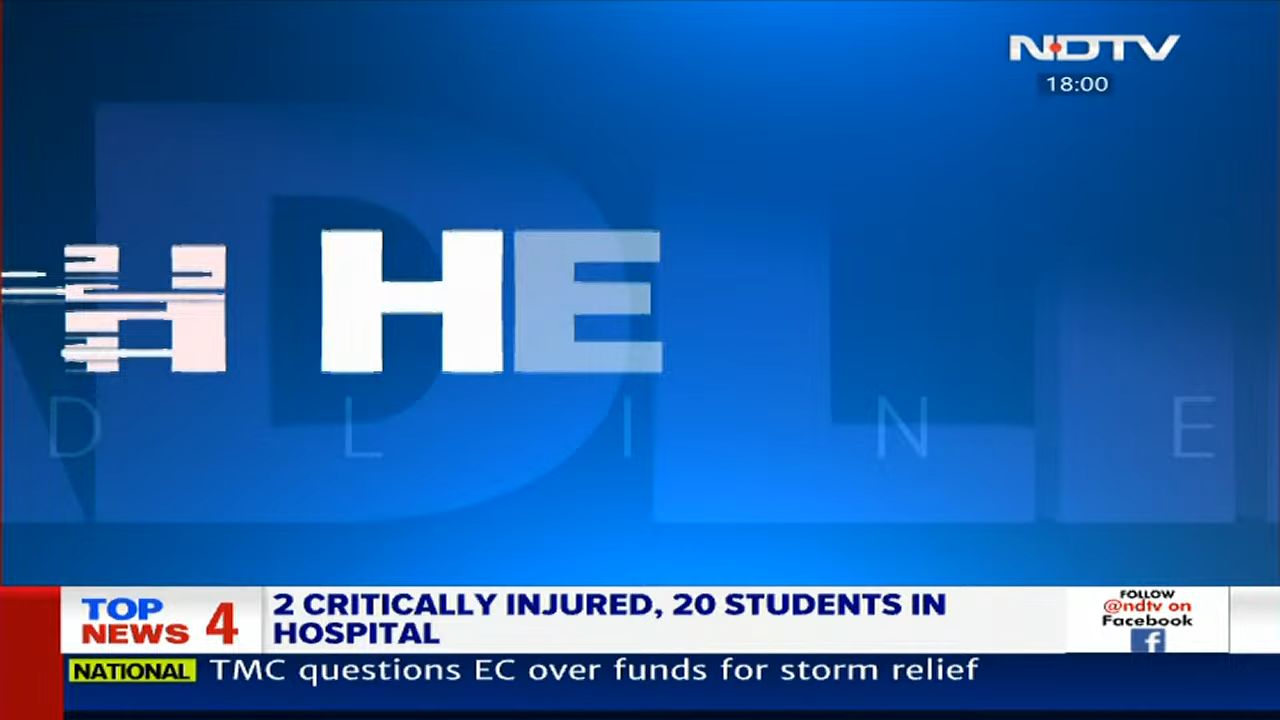 NDTV
18:00
H HE
D L I N E
D L I
TOP NEWS 4
2 CRITICALLY INJURED, 20 STUDENTS IN
HOSPITAL
FOLLOW
@ndtv on
Facebook
f
NATIONAL TMC questions EC over funds for storm relief